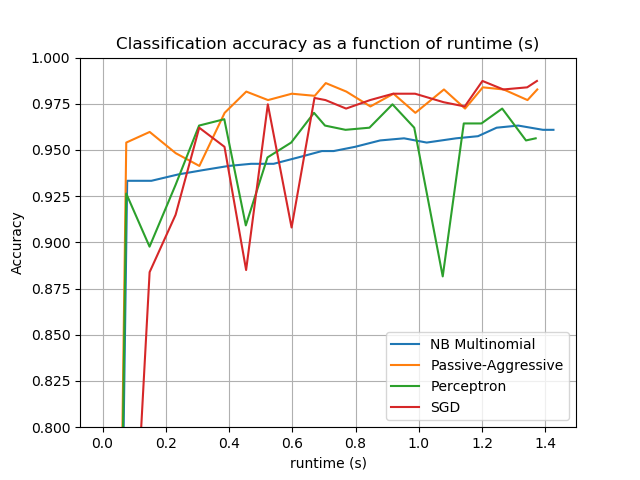 Classification accuracy as a function of runtime (s)
1.000
0.975
0.950
0.925
0.900
0.875
0.850
0.825
0.800
Accuracy
NB Multinomial
Passive-Aggressive
Perceptron
SGD
0.0 0.2 0.4 0.6 0.8 1.0 1.2 1.4
runtime (s)